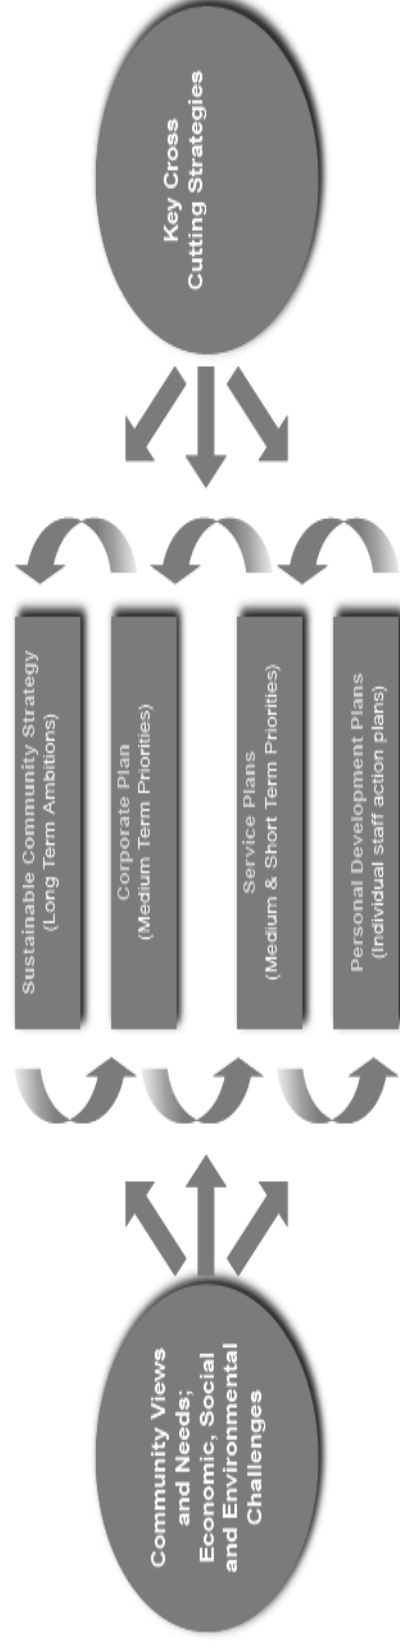 Community Views
and Needs;
Economic, Social
and Environmental
Challenges
Sustainable Community Strategy
(Long Term Ambitions)
Corporate Plan
(Medium Term Priorities)
Service Plans
(Medium & Short Term Priorities)
Personal Development Plans
(Individual staff action plans)
Key Cross
Cutting Strategies